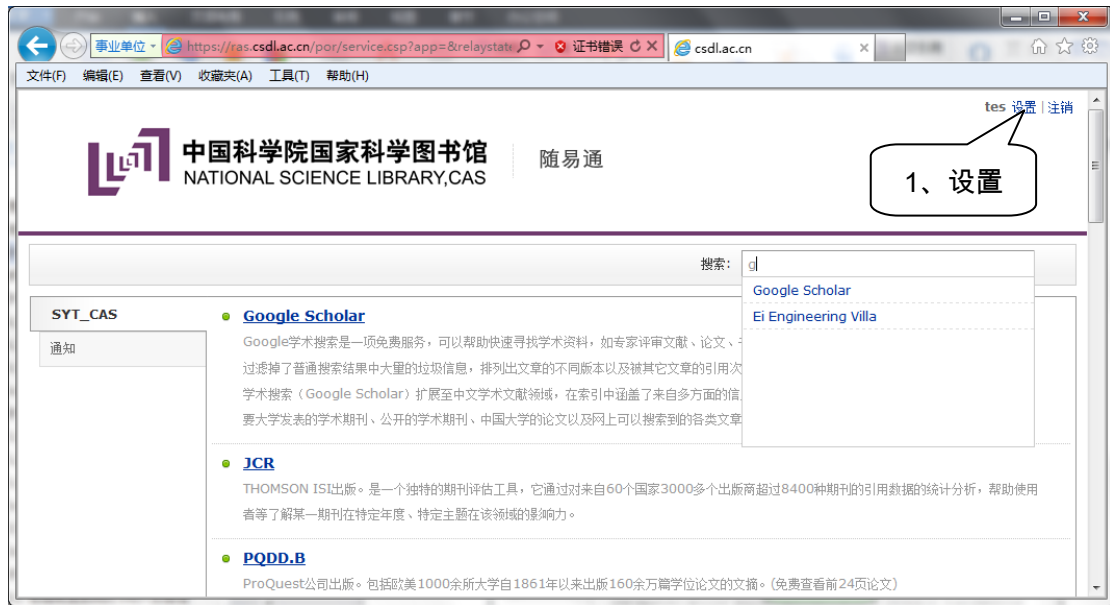 事业单位 https://ras.csdl.ac.cn/por/service.csp?app=&relaystat 证书错误 csdl.ac.cn
文件(F) 编辑(E) 查看(V) 收藏夹(A) 工具(T) 帮助(H)
tes 设置 | 注销
中国科学院国家科学图书馆
NATIONAL SCIENCE LIBRARY,CAS
随易通
1、设置
搜索: g
Google Scholar
Ei Engineering Villa
SYT_CAS
通知
Google Scholar
Google学术搜索是一项免费服务，可以帮助快速寻找学术资料，如专家评审文献、论文、
过滤掉了普通搜索结果中大量的垃圾信息，排列出文章的不同版本以及被其它文章的引用次
学术搜索（Google Scholar）扩展至中文学术文献领域，在索引中涵盖了来自多方面的信
要大学发表的学术期刊、公开的学术期刊、中国大学的论文以及网上可以搜索到的各类文章
JCR
THOMSON ISI出版。是一个独特的期刊评估工具，它通过对来自60个国家3000多个出版商超过8400种期刊的引用数据的统计分析，帮助使用
者等了解某一期刊在特定年度、特定主题在该领域的影响力。
PQDD.B
ProQuest公司出版。包括欧美1000余所大学自1861年以来出版160余万篇学位论文的文摘。(免费查看前24页论文)